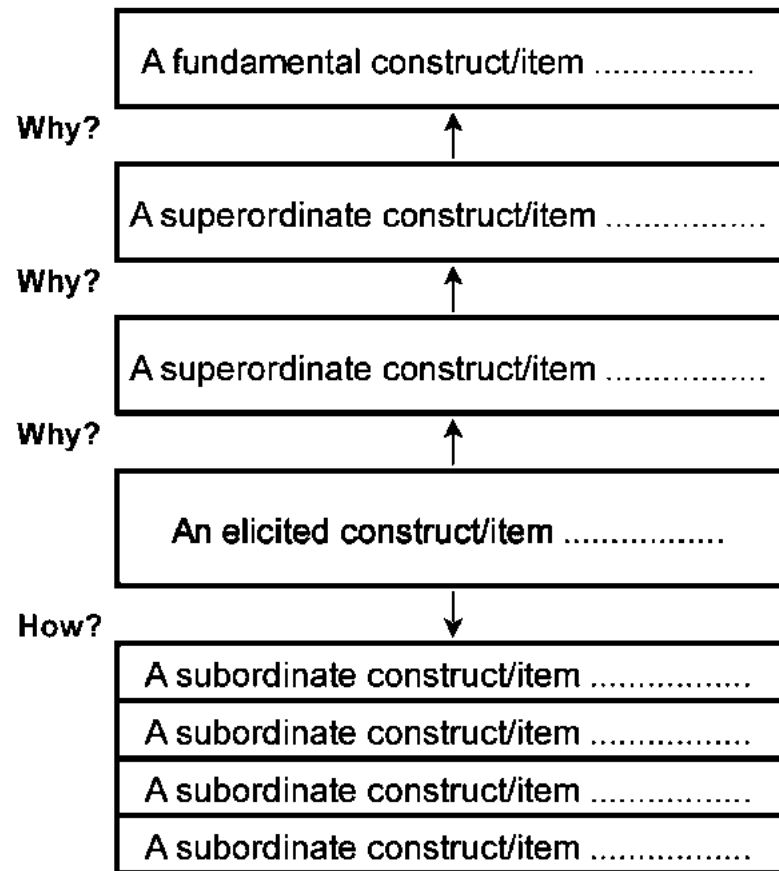 A fundamental construct/item .................
Why?
A superordinate construct/item .................
Why?
A superordinate construct/item .................
Why?
An elicited construct/item .................
How?
A subordinate construct/item .................
A subordinate construct/item .................
A subordinate construct/item .................
A subordinate construct/item .................